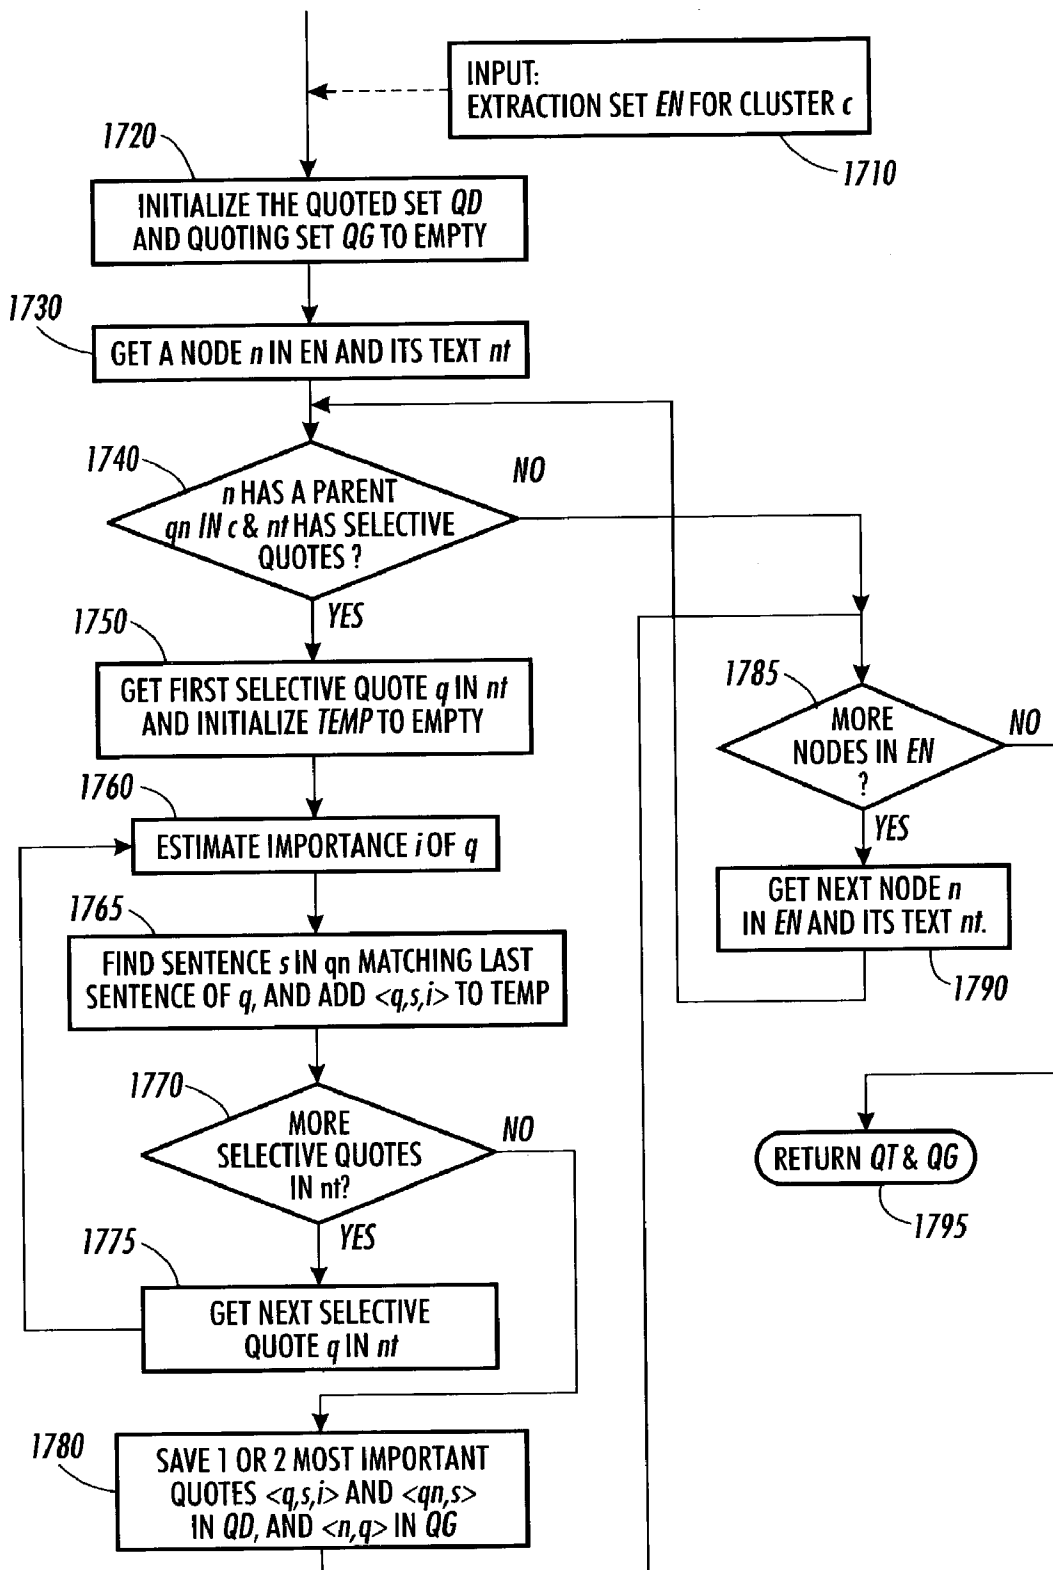 INPUT:
EXTRACTION SET EN FOR CLUSTER c
1710
1720
INITIALIZE THE QUOTED SET QD
AND QUOTING SET QG TO EMPTY
1730
GET A NODE n IN EN AND ITS TEXT nt
1740
n HAS A PARENT
qn IN c & nt HAS SELECTIVE
QUOTES ?
NO
YES
1750
GET FIRST SELECTIVE QUOTE q IN nt
AND INITIALIZE TEMP TO EMPTY
1760
ESTIMATE IMPORTANCE i OF q
1765
FIND SENTENCE s IN qn MATCHING LAST
SENTENCE OF q, AND ADD <q,s,i> TO TEMP
1770
MORE
SELECTIVE QUOTES
IN nt?
NO
YES
1775
GET NEXT SELECTIVE
QUOTE q IN nt
1780
SAVE 1 OR 2 MOST IMPORTANT
QUOTES <q,s,i> AND <qn,s>
IN QD, AND <n,q> IN QG
1785
MORE
NODES IN EN
?
NO
YES
GET NEXT NODE n
IN EN AND ITS TEXT nt.
1790
RETURN QT & QG
1795